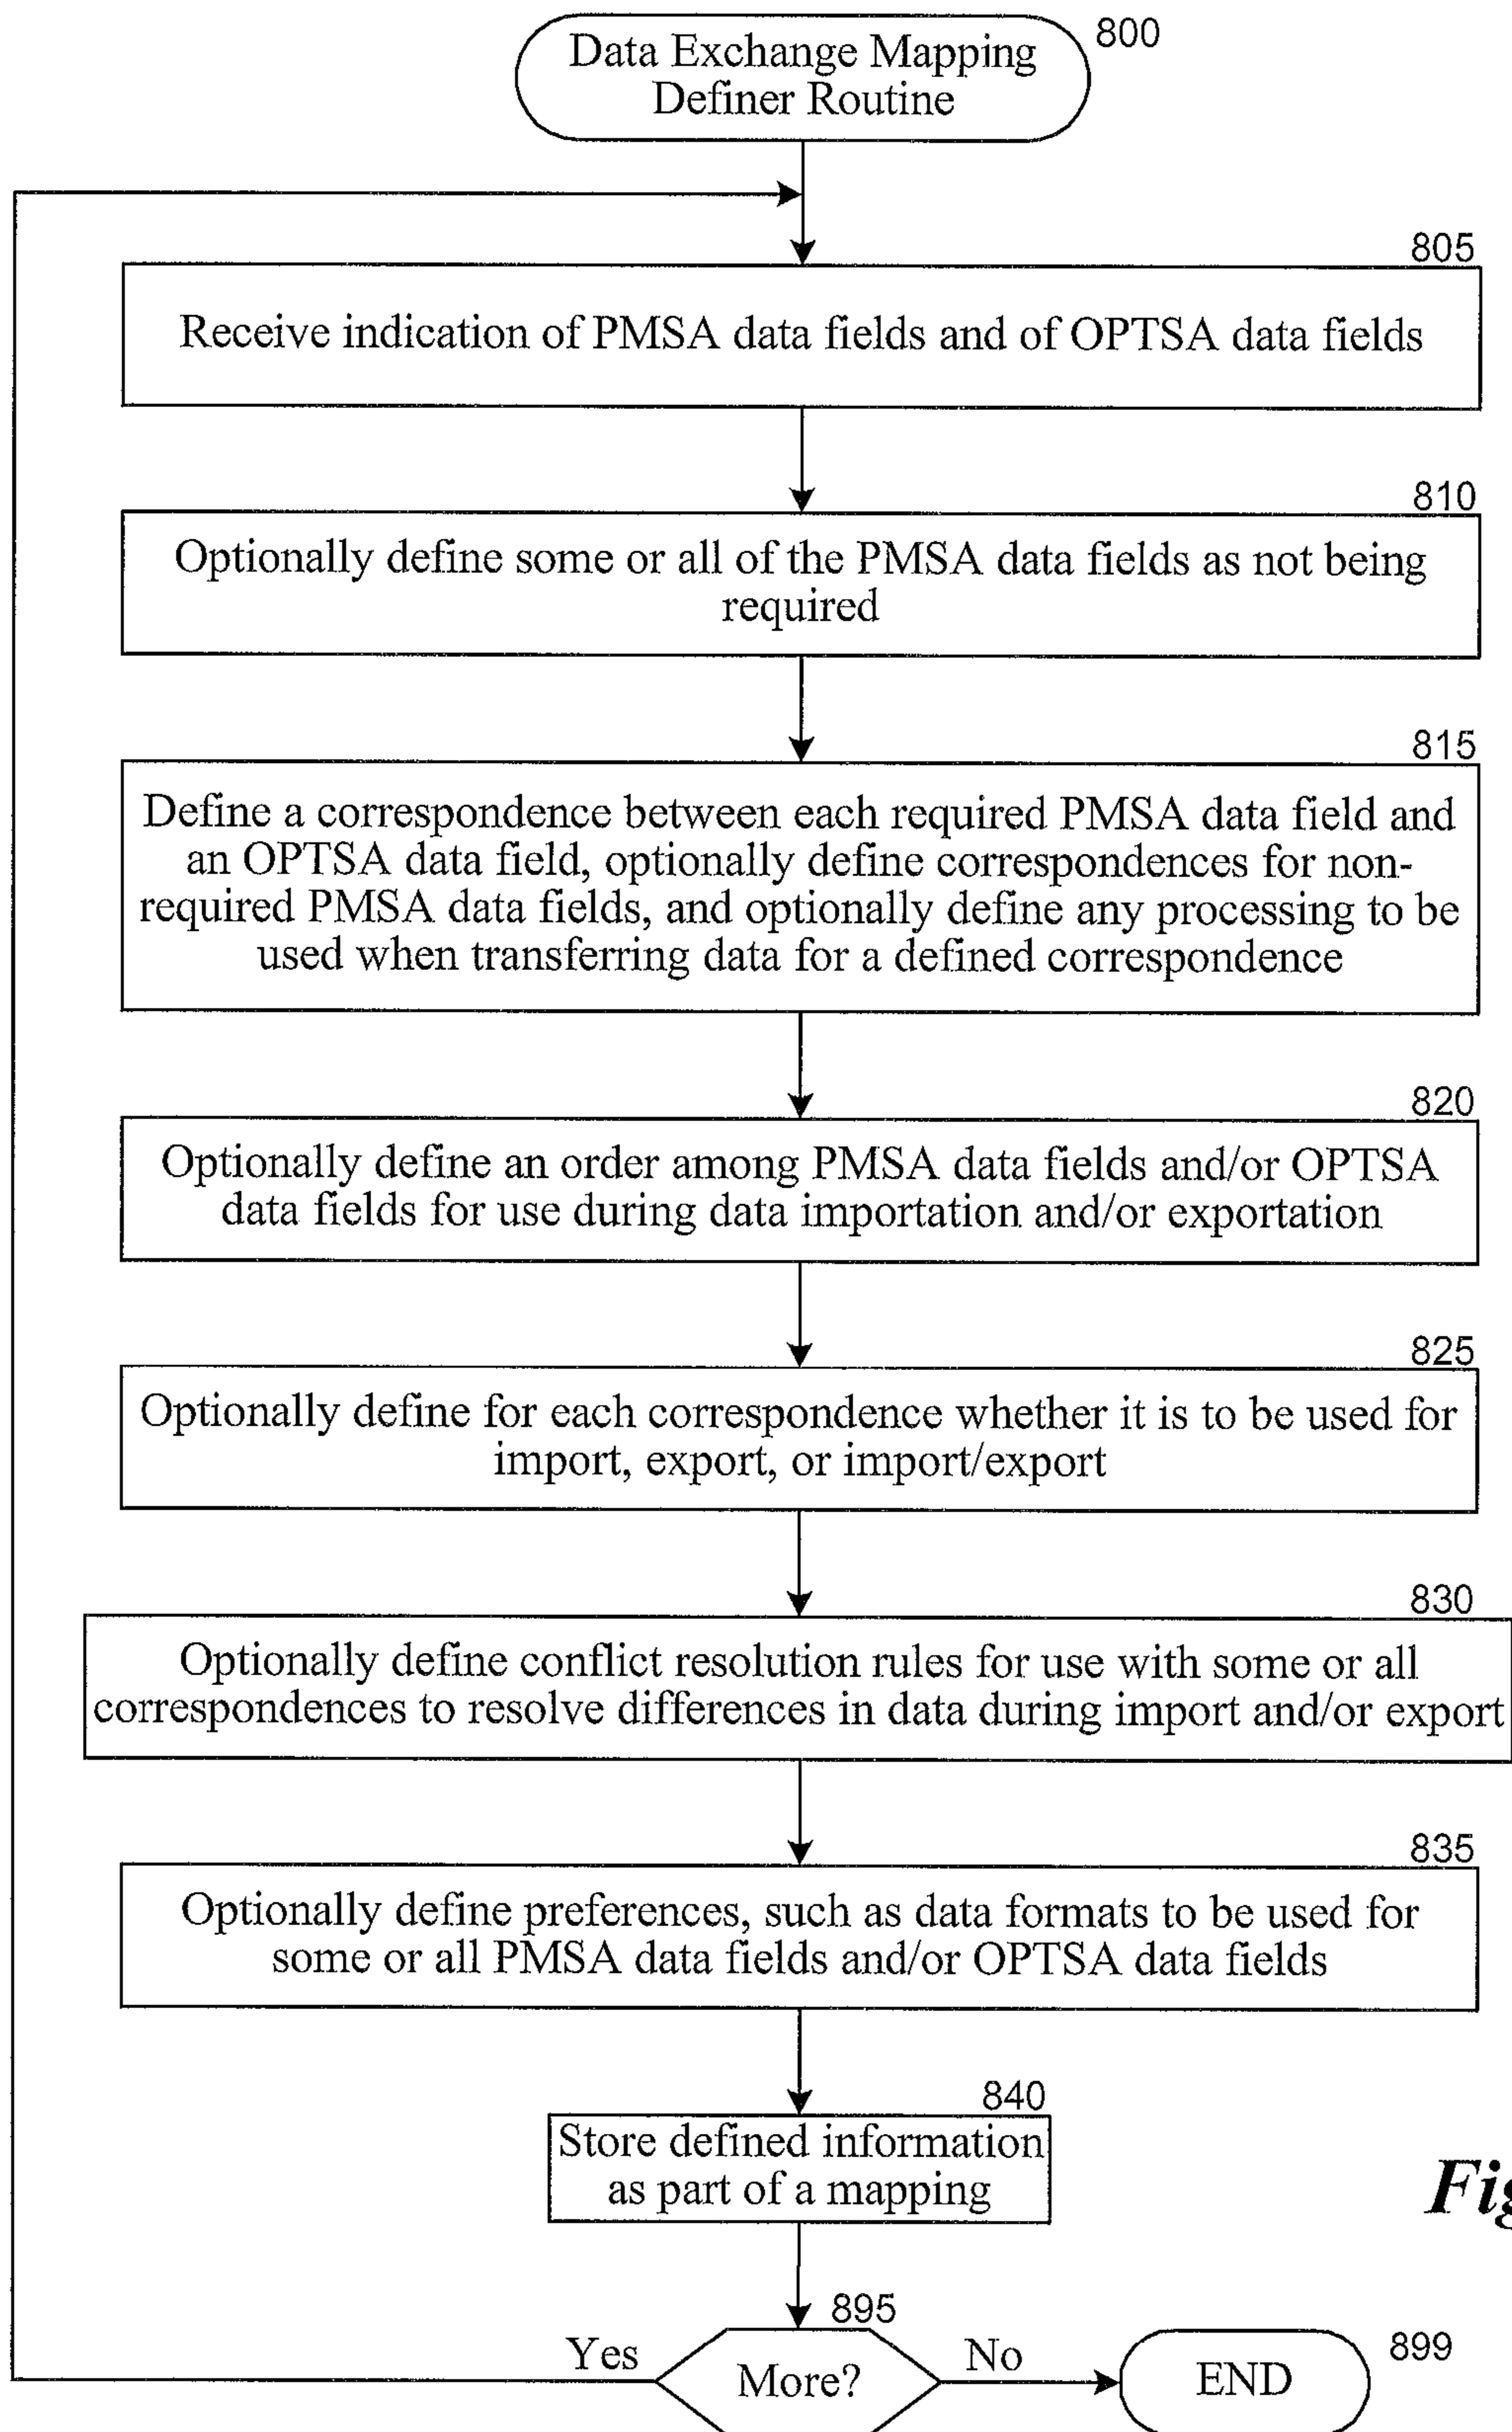 Data Exchange Mapping
Definer Routine
800
805
Receive indication of PMSA data fields and of OPTSA data fields
810
Optionally define some or all of the PMSA data fields as not being
required
815
Define a correspondence between each required PMSA data field and
an OPTSA data field, optionally define correspondences for non-
required PMSA data fields, and optionally define any processing to be
used when transferring data for a defined correspondence
820
Optionally define an order among PMSA data fields and/or OPTSA
data fields for use during data importation and/or exportation
825
Optionally define for each correspondence whether it is to be used for
import, export, or import/export
830
Optionally define conflict resolution rules for use with some or all
correspondences to resolve differences in data during import and/or export
835
Optionally define preferences, such as data formats to be used for
some or all PMSA data fields and/or OPTSA data fields
840
Store defined information
as part of a mapping
895
Yes
More?
No
END
899